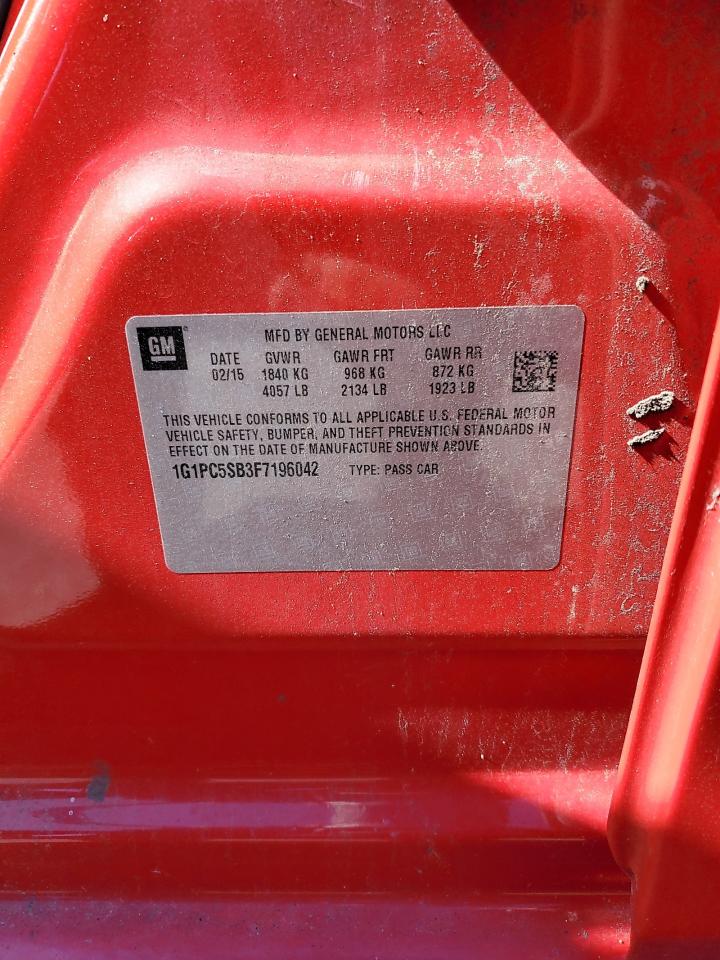 GM
MFD BY GENERAL MOTORS LLC
DATE GVWR GAWR FRT GAWR RR
02/15 1840 KG 968 KG 872 KG
4057 LB 2134 LB 1923 LB
THIS VEHICLE CONFORMS TO ALL APPLICABLE U.S. FEDERAL MOTOR
VEHICLE SAFETY, BUMPER, AND THEFT PREVENTION STANDARDS IN
EFFECT ON THE DATE OF MANUFACTURE SHOWN ABOVE.
1G1PC5SB3F7196042 TYPE: PASS CAR